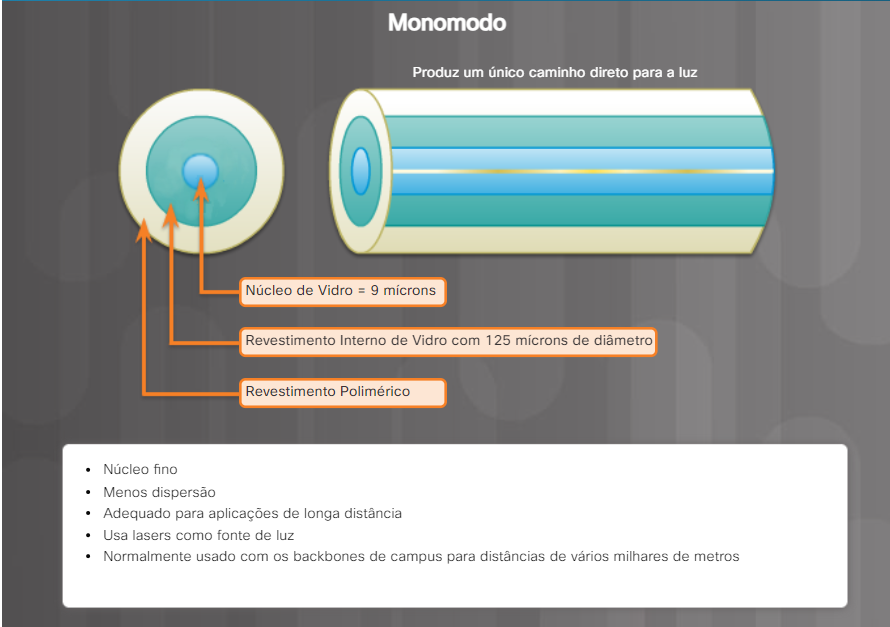 Monomodo
Produz um único caminho direto para a luz
Núcleo de Vidro = 9 mícrons
Revestimento Interno de Vidro com 125 mícrons de diâmetro
Revestimento Polimérico
• Núcleo fino
• Menos dispersão
• Adequado para aplicações de longa distância
• Usa lasers como fonte de luz
• Normalmente usado com os backbones de campus para distâncias de vários milhares de metros